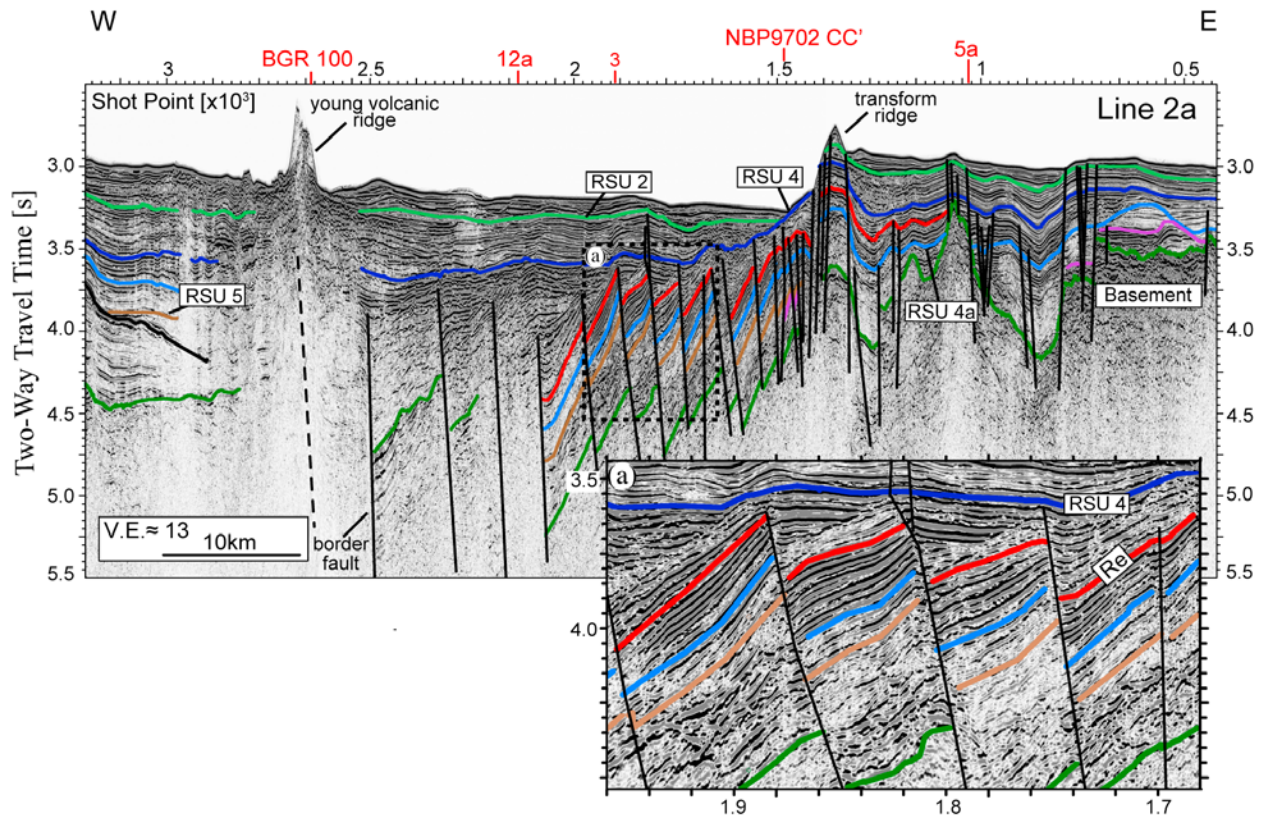 W
E
BGR 100
12a
3
NBP9702 CC'
5a
3
2.5
2
1.5
1
0.5
Shot Point [x10³]
young volcanic
ridge
transform
ridge
Line 2a
3.0
3.5
4.0
4.5
5.0
5.5
Two-Way Travel Time [s]
3.0
3.5
4.0
4.5
5.0
5.5
RSU 2
RSU 4
a
RSU 5
RSU 4a
Basement
V.E.≈ 13
10km
border
fault
3.5
a
RSU 4
Re
4.0
1.9
1.8
1.7